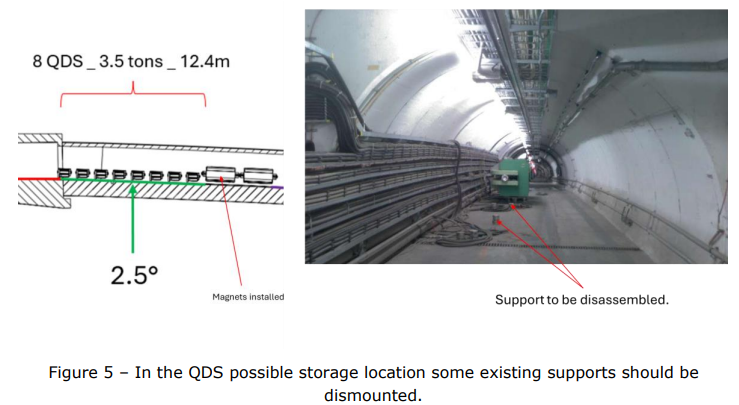 8 QDS _ 3.5 tons _ 12.4m
2.5°
Magnets installed
Support to be disassembled.
Figure 5 – In the QDS possible storage location some existing supports should be
dismounted.